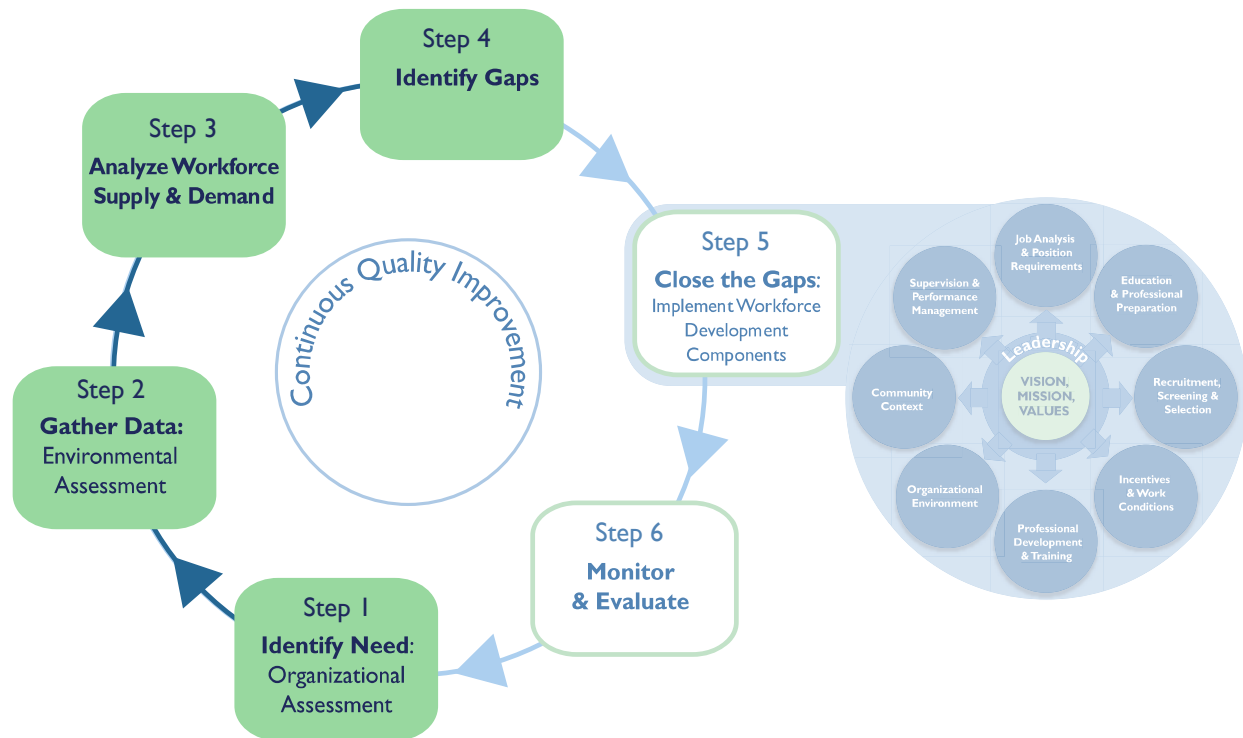 Step 1
Identify Need:
Organizational
Assessment
Step 2
Gather Data:
Environmental
Assessment
Step 3
Analyze Workforce
Supply & Demand
Step 4
Identify Gaps
Step 5
Close the Gaps:
Implement Workforce
Development
Components
Step 6
Monitor
& Evaluate
Continuous Quality Improvement
Job Analysis
& Position
Requirements
Education
& Professional
Preparation
Recruitment,
Screening &
Selection
Incentives
& Work
Conditions
Professional
Development
& Training
Organizational
Environment
Community
Context
Supervision &
Performance
Management
Leadership
VISION,
MISSION,
VALUES